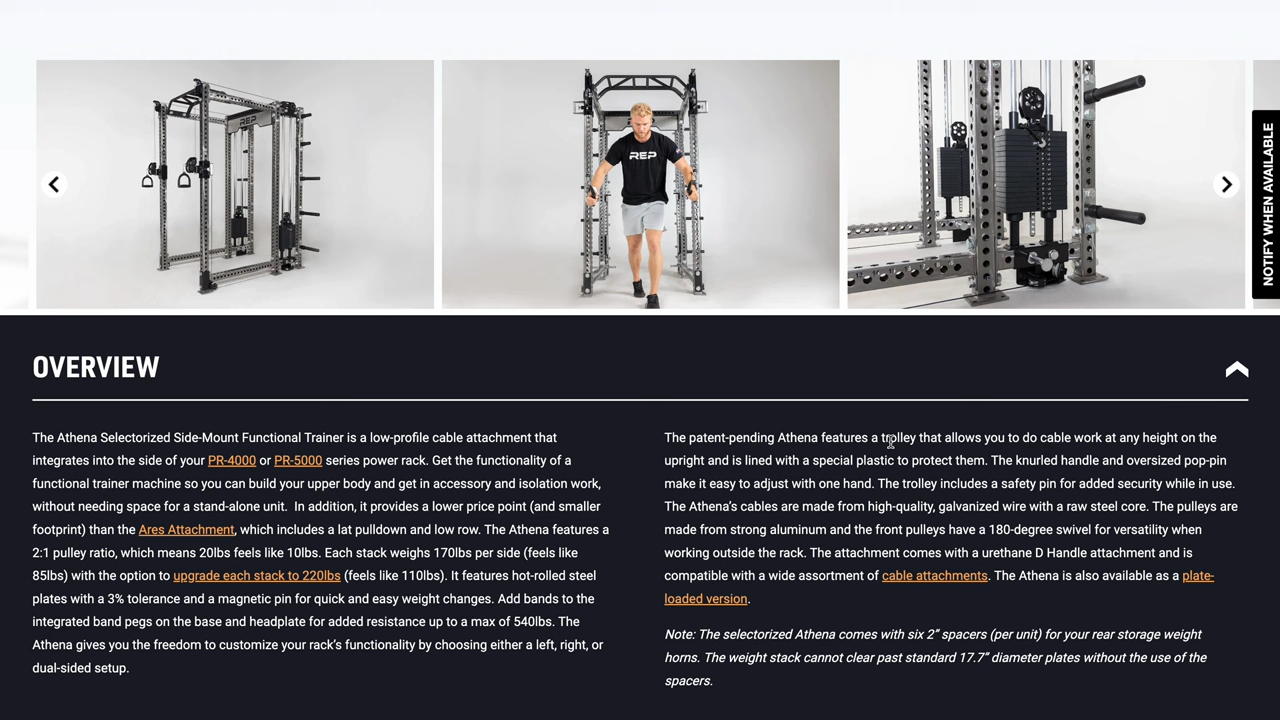 REP
REP
NOTIFY WHEN AVAILABLE
OVERVIEW
The Athena Selectorized Side-Mount Functional Trainer is a low-profile cable attachment that
integrates into the side of your PR-4000 or PR-5000 series power rack. Get the functionality of a
functional trainer machine so you can build your upper body and get in accessory and isolation work,
without needing space for a stand-alone unit. In addition, it provides a lower price point (and smaller
footprint) than the Ares Attachment, which includes a lat pulldown and low row. The Athena features a
2:1 pulley ratio, which means 20lbs feels like 10lbs. Each stack weighs 170lbs per side (feels like
85lbs) with the option to upgrade each stack to 220lbs (feels like 110lbs). It features hot-rolled steel
plates with a 3% tolerance and a magnetic pin for quick and easy weight changes. Add bands to the
integrated band pegs on the base and headplate for added resistance up to a max of 540lbs. The
Athena gives you the freedom to customize your rack’s functionality by choosing either a left, right, or
dual-sided setup.
The patent-pending Athena features a trolley that allows you to do cable work at any height on the
upright and is lined with a special plastic to protect them. The knurled handle and oversized pop-pin
make it easy to adjust with one hand. The trolley includes a safety pin for added security while in use.
The Athena’s cables are made from high-quality, galvanized wire with a raw steel core. The pulleys are
made from strong aluminum and the front pulleys have a 180-degree swivel for versatility when
working outside the rack. The attachment comes with a urethane D Handle attachment and is
compatible with a wide assortment of cable attachments. The Athena is also available as a plate-
loaded version.
Note: The selectorized Athena comes with six 2” spacers (per unit) for your rear storage weight
horns. The weight stack cannot clear past standard 17.7” diameter plates without the use of the
spacers.